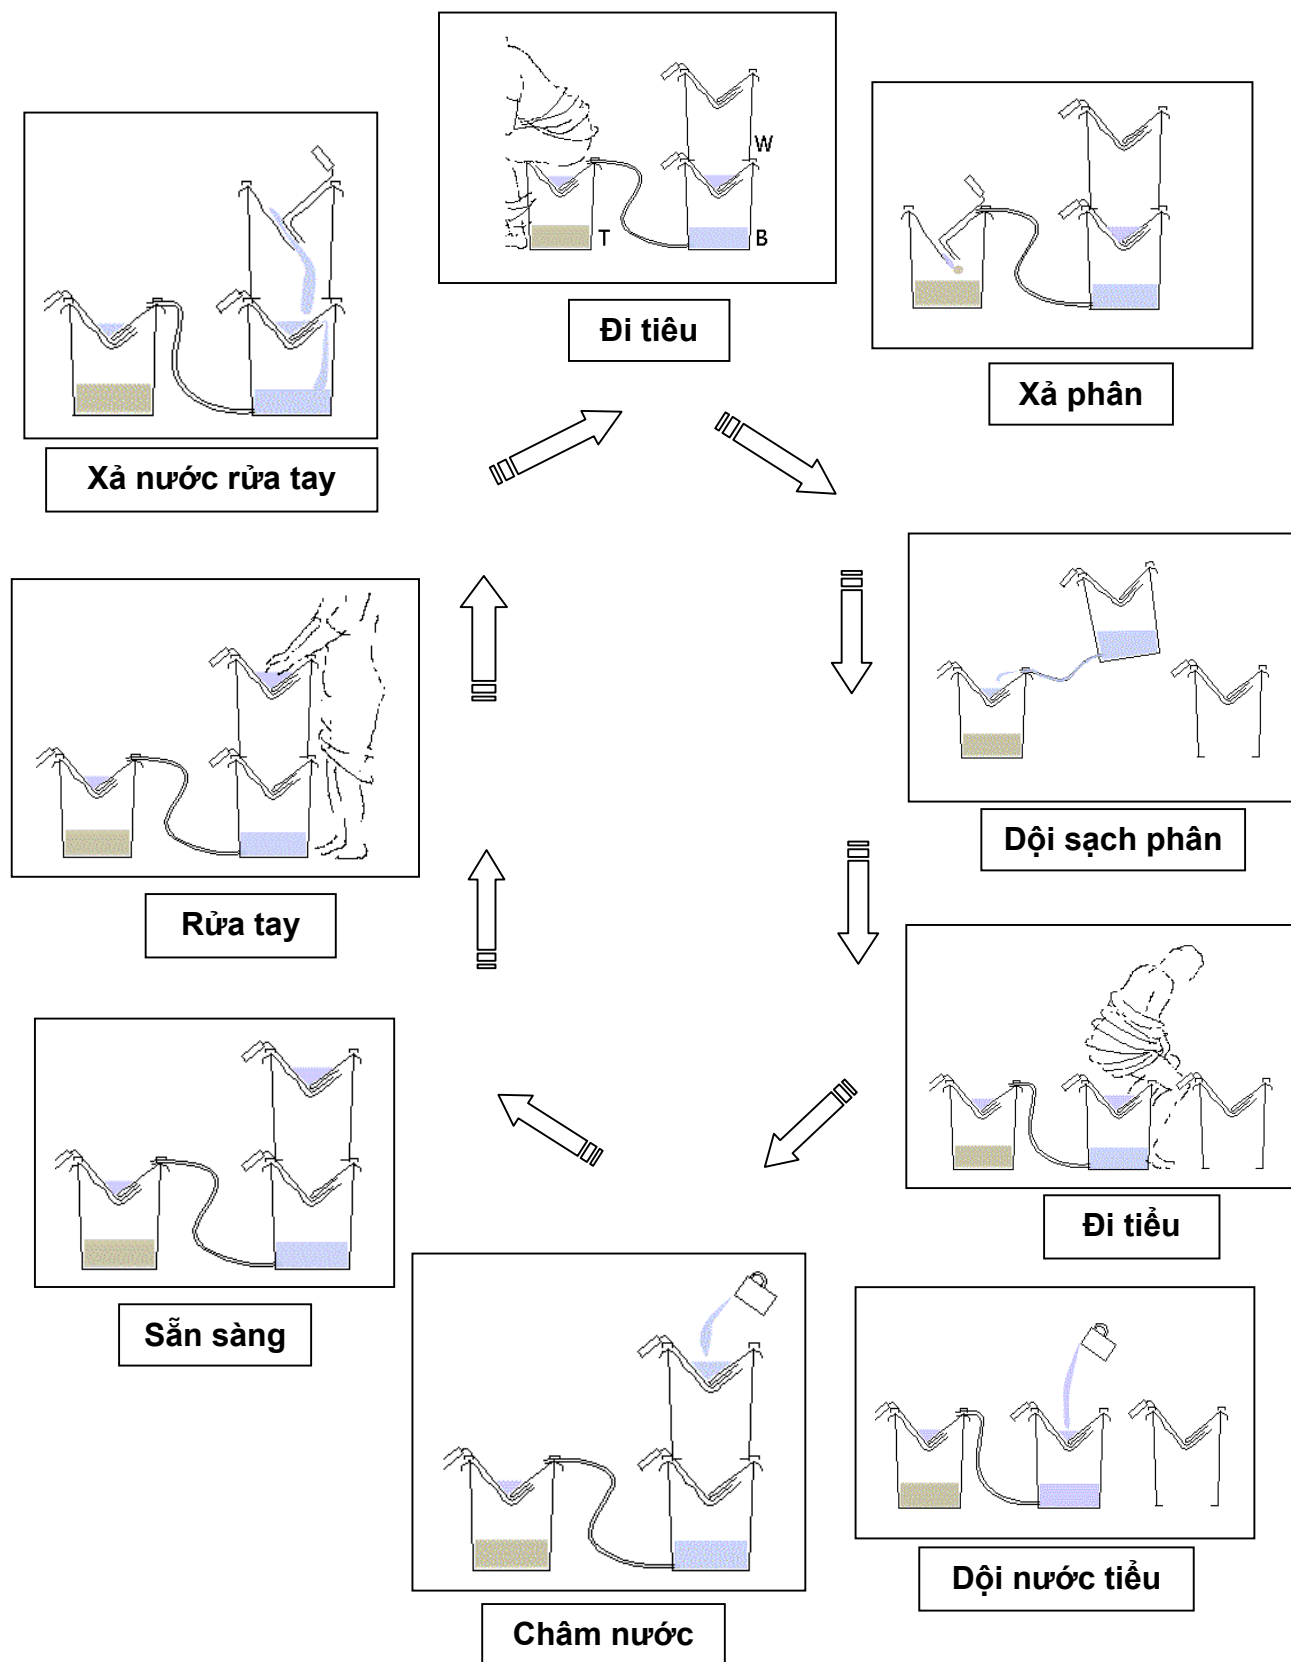 W
T
B
Đi tiêu
Xả phân
Xả nước rửa tay
Dội sạch phân
Rửa tay
Đi tiểu
Sẵn sàng
Dội nước tiểu
Châm nước